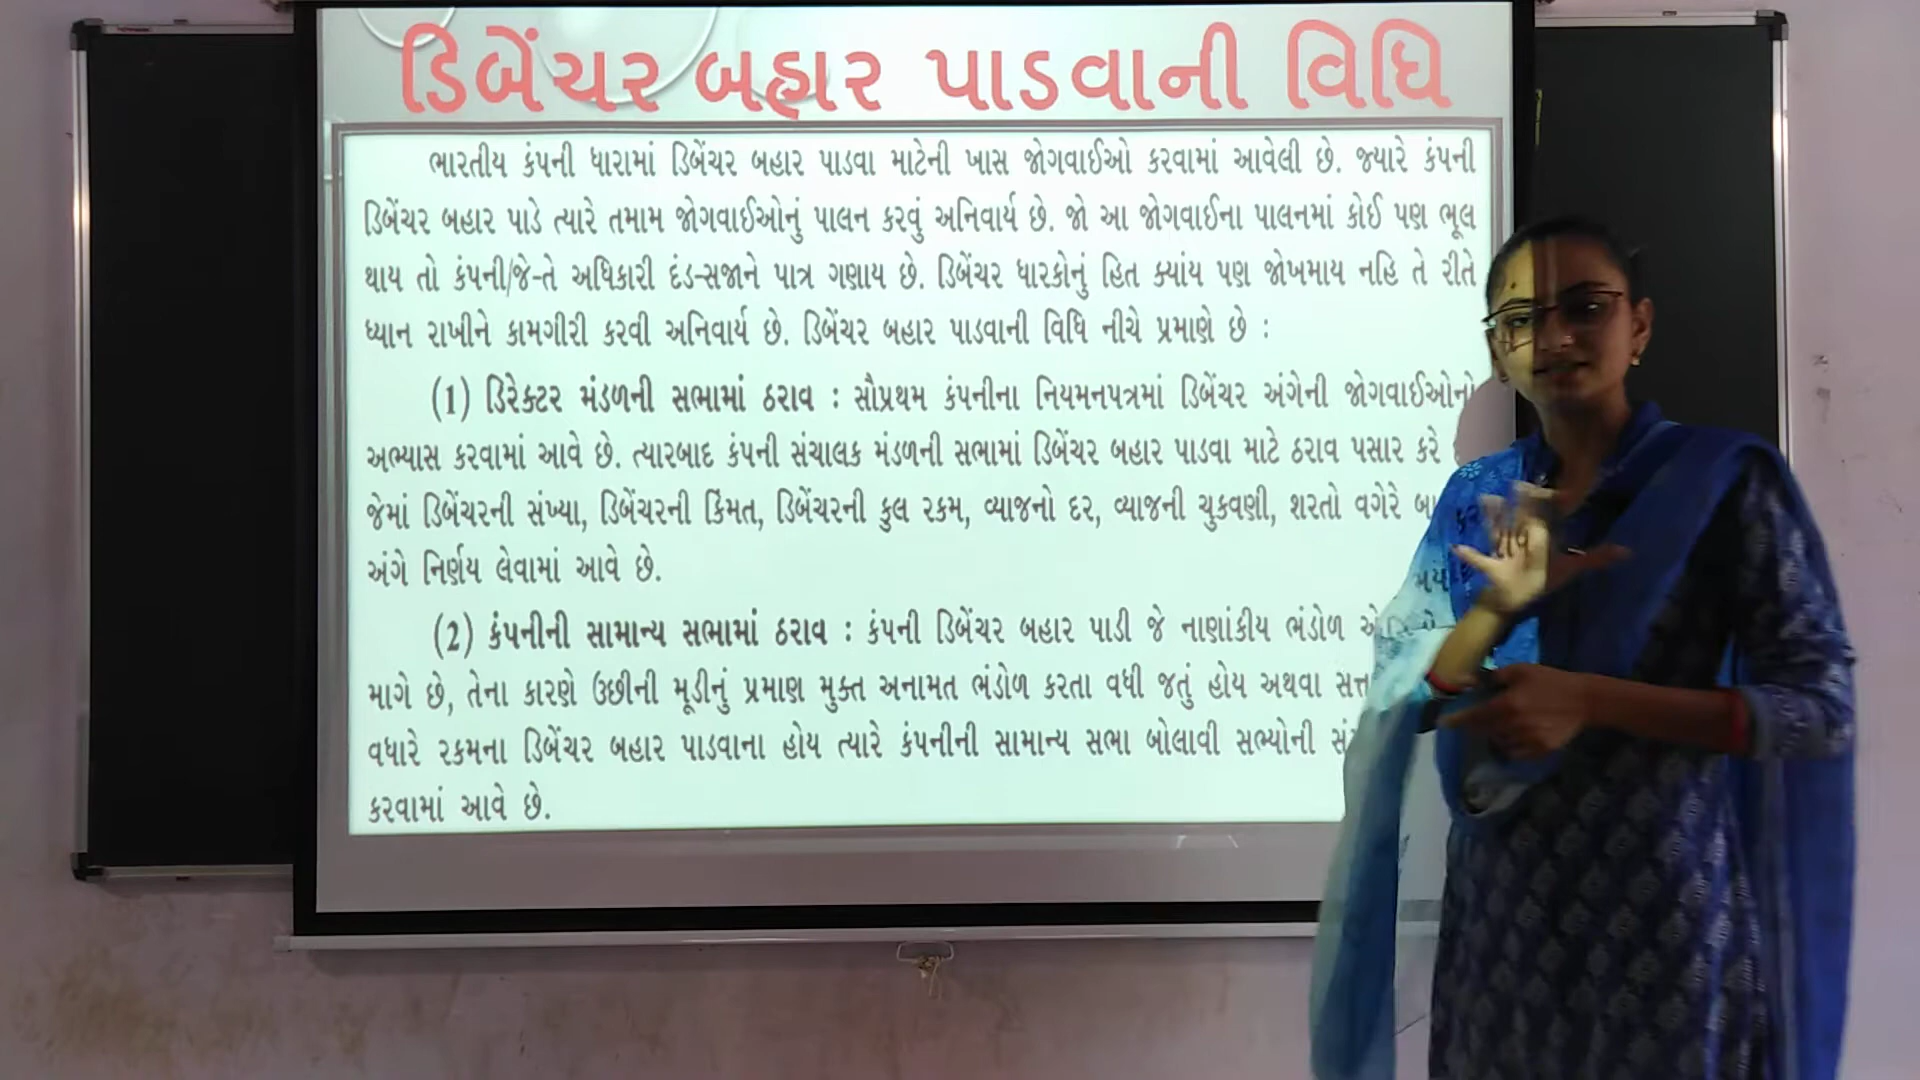 ડિબેંચર બહાર પાડવાની વિધિ
ભારતીય કંપની ધારામાં ડિબેંચર બહાર પાડવા માટેની ખાસ જોગવાઈઓ કરવામાં આવેલી છે. જ્યારે કંપની
ડિબેંચર બહાર પાડે ત્યારે તમામ જોગવાઈઓનું પાલન કરવું અનિવાર્ય છે. જો આ જોગવાઈના પાલનમાં કોઈ પણ ભૂલ
થાય તો કંપની/જે-તે અધિકારી દંડ-સજાને પાત્ર ગણાય છે. ડિબેંચર ધારકોનું હિત ક્યાંય પણ જોખમાય નહિ તે રીતે
ધ્યાન રાખીને કામગીરી કરવી અનિવાર્ય છે. ડિબેંચર બહાર પાડવાની વિધિ નીચે પ્રમાણે છે :
(1) ડિરેક્ટર મંડળની સભામાં ઠરાવ : સૌપ્રથમ કંપનીના નિયમનપત્રમાં ડિબેંચર અંગેની જોગવાઈઓનો
અભ્યાસ કરવામાં આવે છે. ત્યારબાદ કંપની સંચાલક મંડળની સભામાં ડિબેંચર બહાર પાડવા માટે ઠરાવ પસાર કરે
જેમાં ડિબેંચરની સંખ્યા, ડિબેંચરની કિંમત, ડિબેંચરની કુલ રકમ, વ્યાજનો દર, વ્યાજની ચુકવણી, શરતો વગેરે
અંગે નિર્ણય લેવામાં આવે છે.
(2) કંપનીની સામાન્ય સભામાં ઠરાવ : કંપની ડિબેંચર બહાર પાડી જે નાણાંકીય ભંડોળ
માગે છે, તેના કારણે ઉછીની મૂડીનું પ્રમાણ મુક્ત અનામત ભંડોળ કરતા વધી જતું હોય અથવા
વધારે રકમના ડિબેંચર બહાર પાડવાના હોય ત્યારે કંપનીની સામાન્ય સભા બોલાવી સભ્યોની
કરવામાં આવે છે.